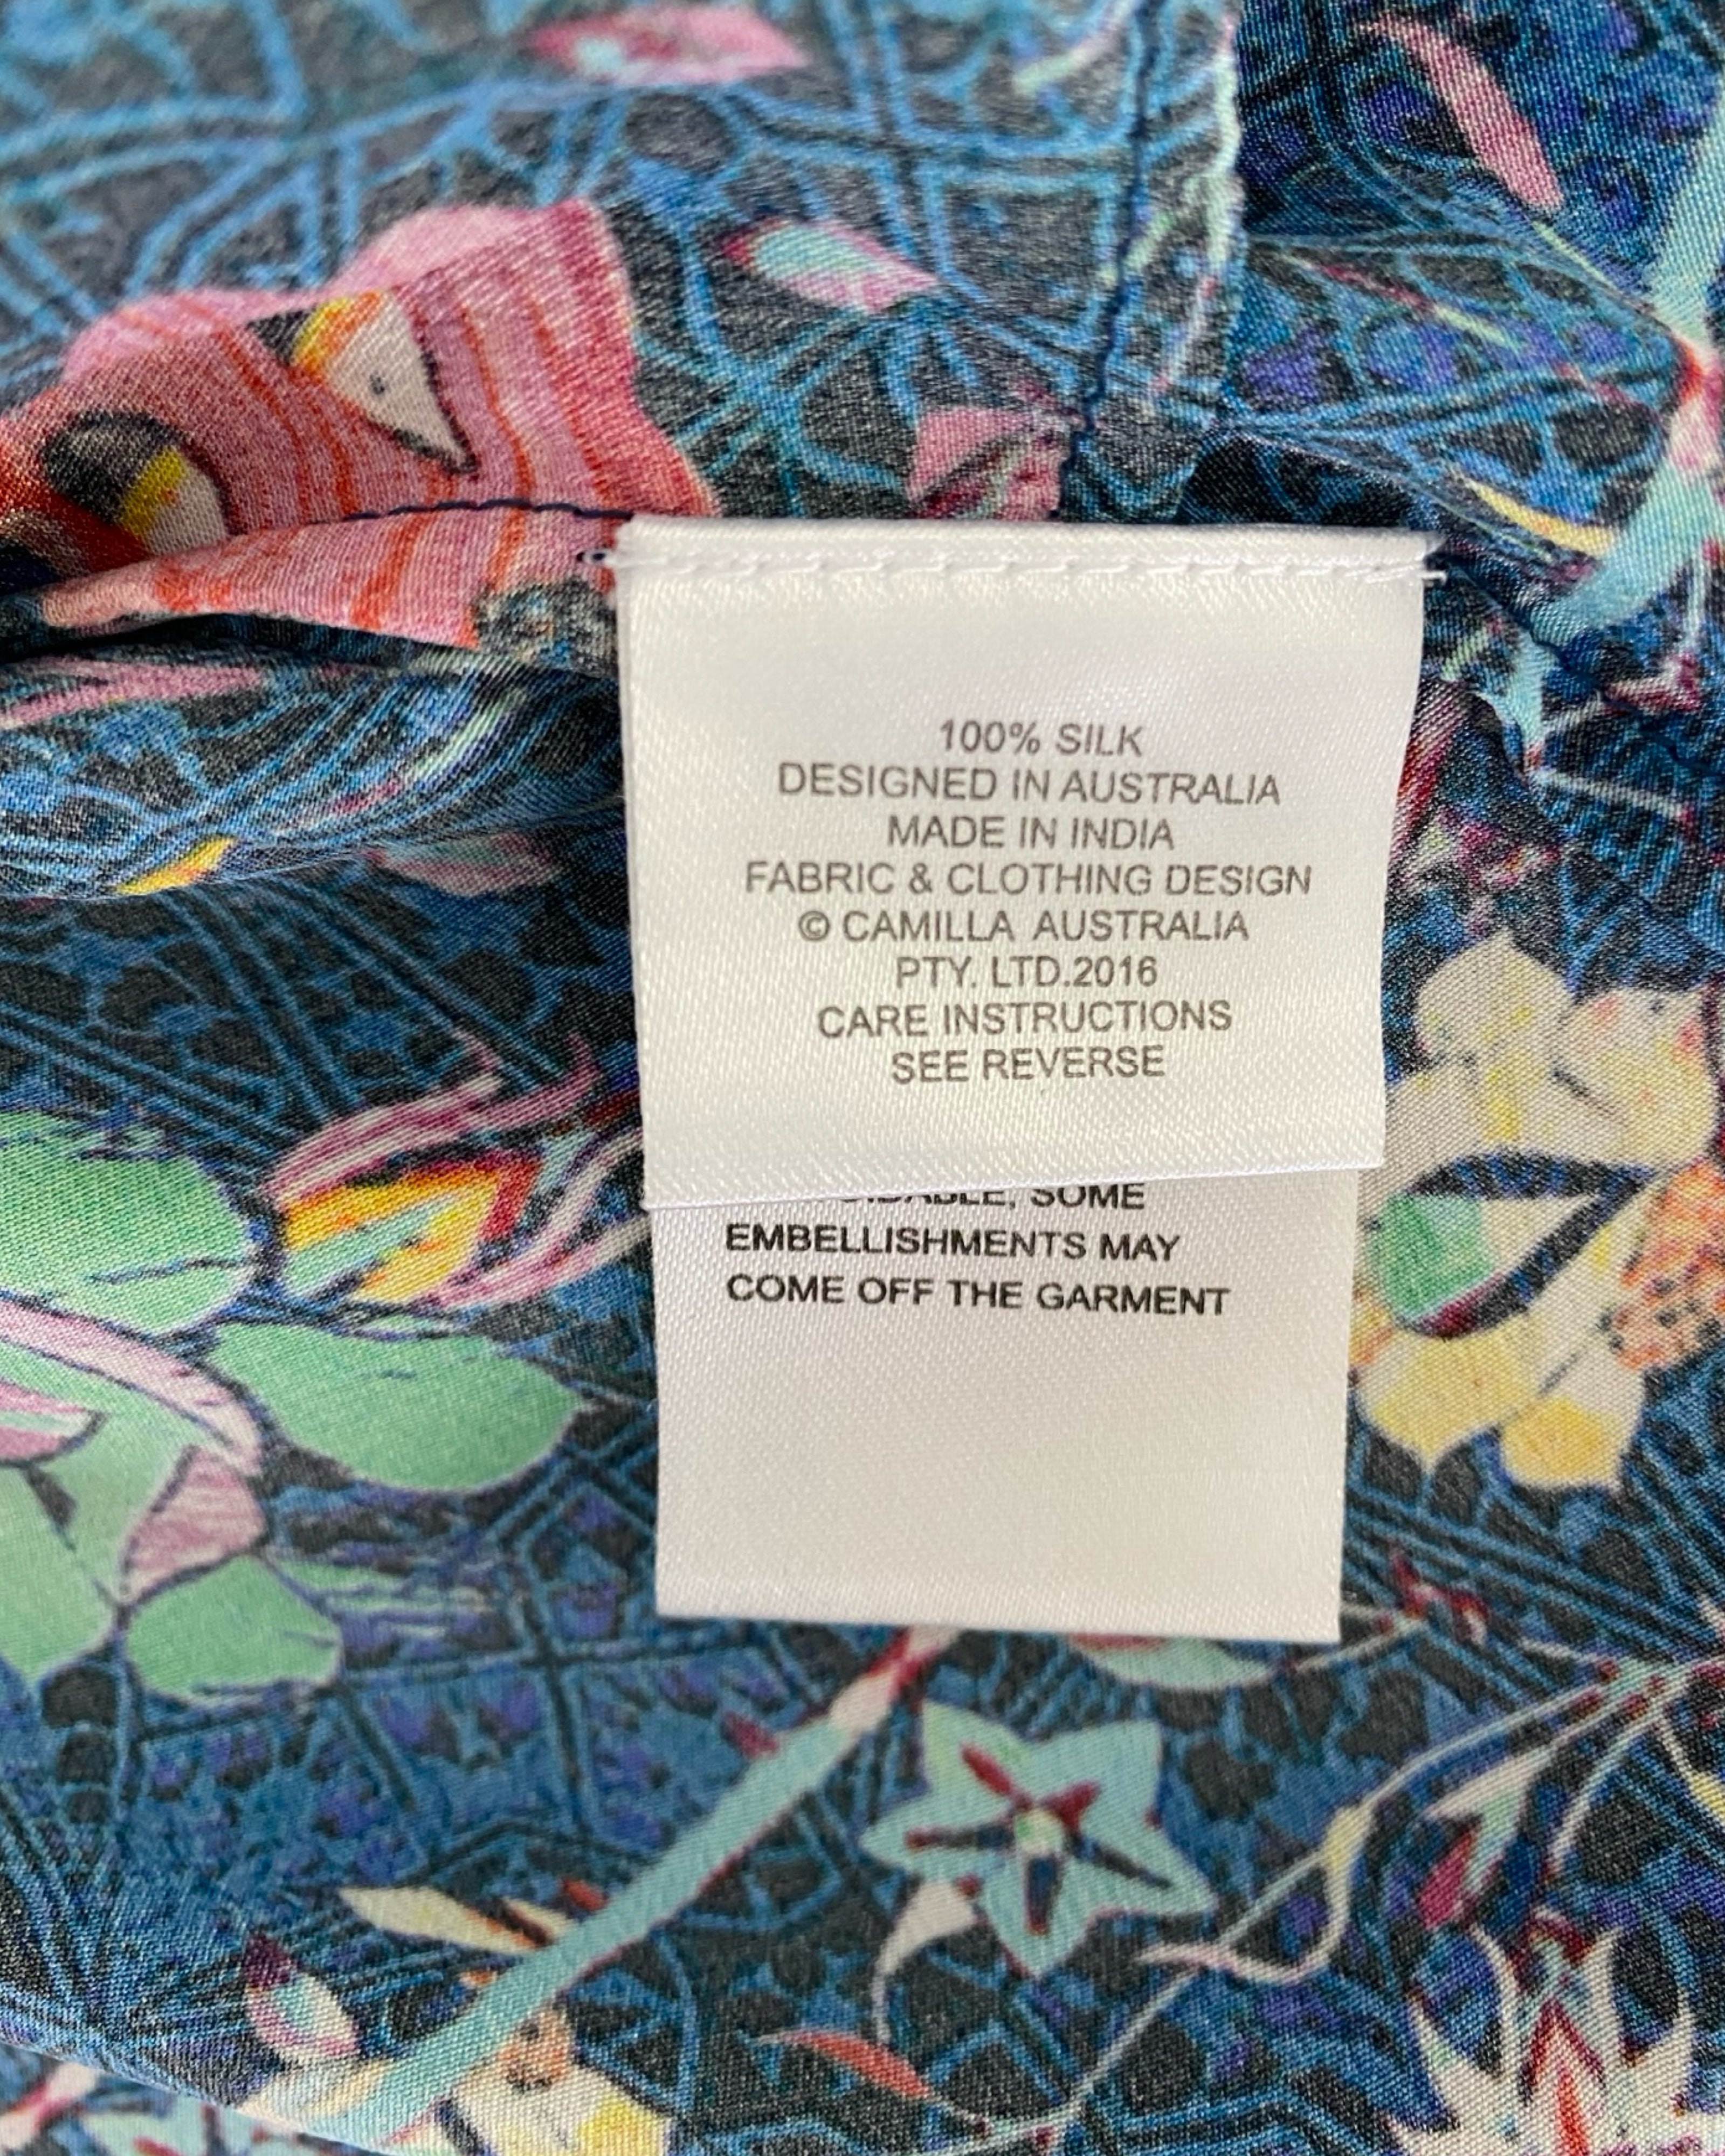 100% SILK
DESIGNED IN AUSTRALIA
MADE IN INDIA
FABRIC & CLOTHING DESIGN
© CAMILLA AUSTRALIA
PTY. LTD.2016
CARE INSTRUCTIONS
SEE REVERSE
SOME
EMBELLISHMENTS MAY
COME OFF THE GARMENT